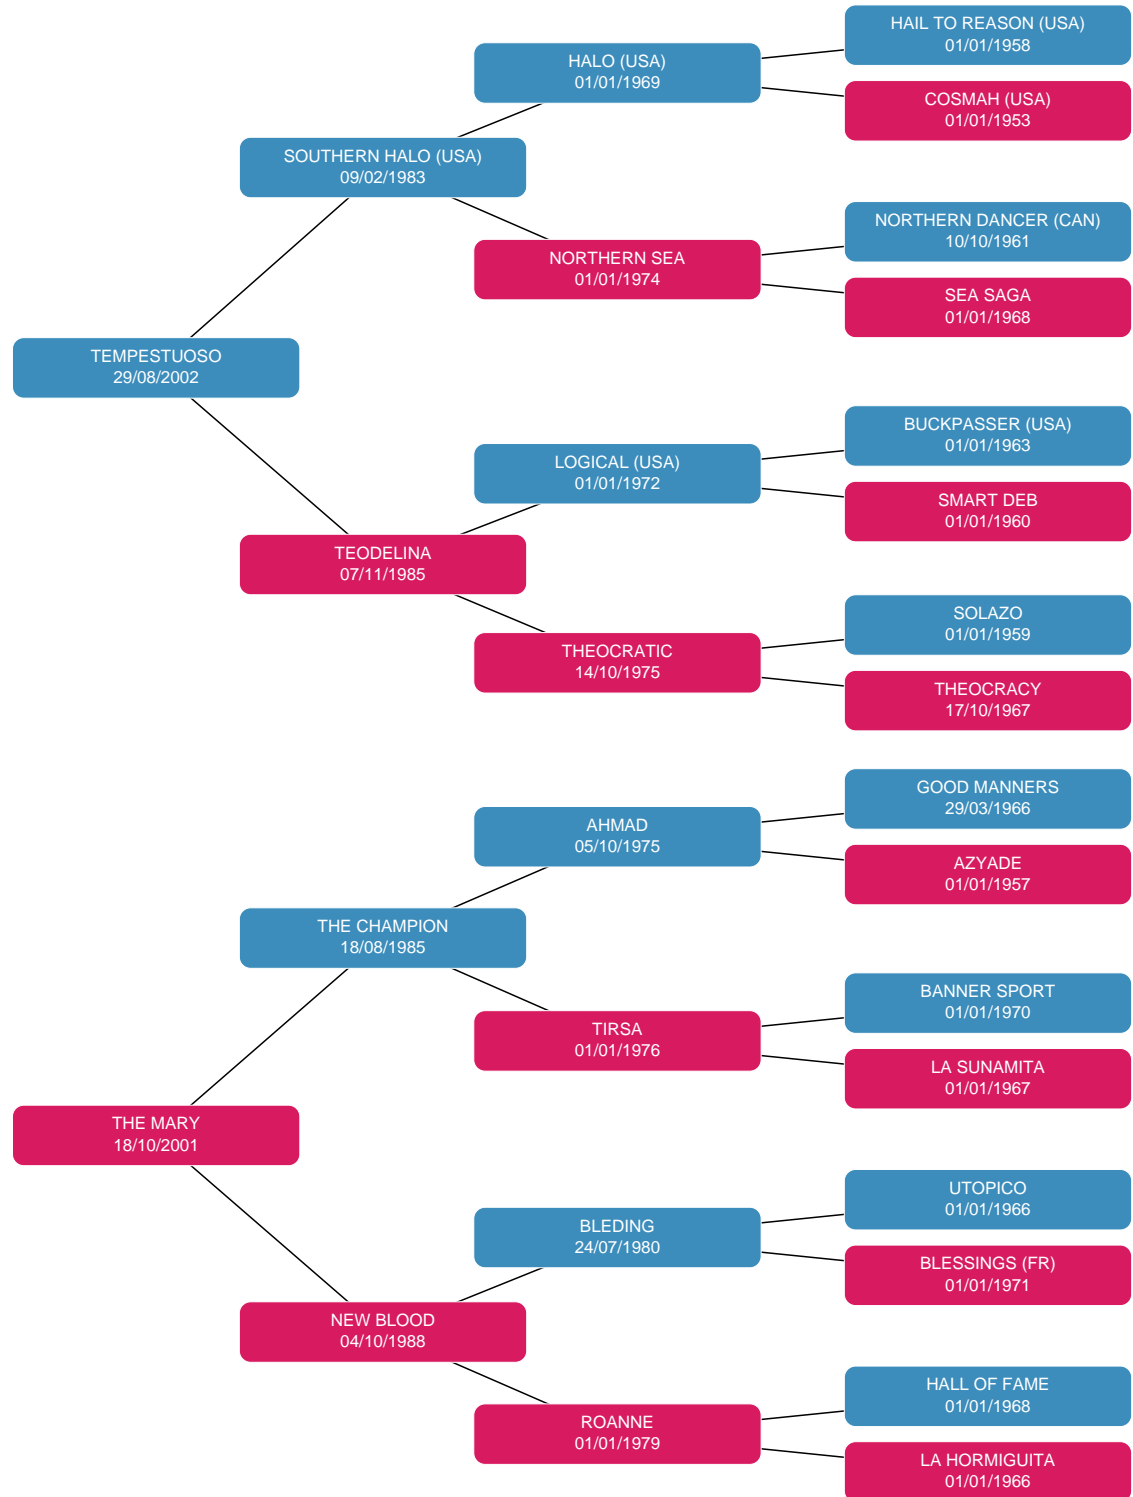 HAIL TO REASON (USA)
01/01/1958
HALO (USA)
01/01/1969
COSMAH (USA)
01/01/1953
SOUTHERN HALO (USA)
09/02/1983
NORTHERN DANCER (CAN)
10/10/1961
NORTHERN SEA
01/01/1974
SEA SAGA
01/01/1968
TEMPESTUOSO
29/08/2002
BUCKPASSER (USA)
01/01/1963
LOGICAL (USA)
01/01/1972
SMART DEB
01/01/1960
TEODELINA
07/11/1985
SOLAZO
01/01/1959
THEOCRATIC
14/10/1975
THEOCRACY
17/10/1967
GOOD MANNERS
29/03/1966
AHMAD
05/10/1975
AZYADE
01/01/1957
THE CHAMPION
18/08/1985
BANNER SPORT
01/01/1970
TIRSA
01/01/1976
LA SUNAMITA
01/01/1967
THE MARY
18/10/2001
UTOPICO
01/01/1966
BLEDING
24/07/1980
BLESSINGS (FR)
01/01/1971
NEW BLOOD
04/10/1988
HALL OF FAME
01/01/1968
ROANNE
01/01/1979
LA HORMIGUITA
01/01/1966